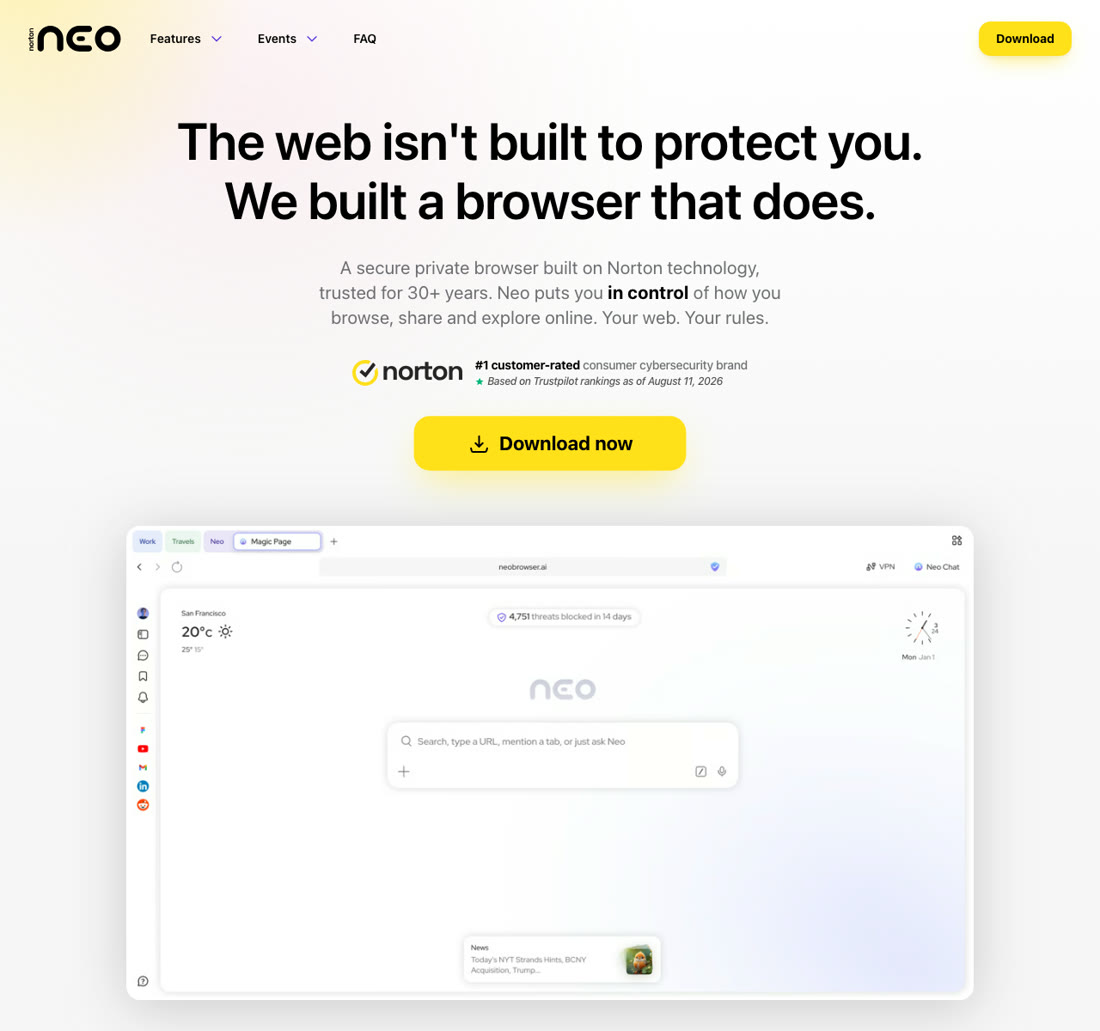 norton neo
Features
Events
FAQ
Download
The web isn't built to protect you.
We built a browser that does.
A secure private browser built on Norton technology,
trusted for 30+ years. Neo puts you in control of how you
browse, share and explore online. Your web. Your rules.
norton
#1 customer-rated consumer cybersecurity brand
Based on Trustpilot rankings as of August 11, 2026
Download now
Work
Travels
Neo
Magic Page
neobrowser.ai
VPN
Neo Chat
San Francisco
20°c
25° 15°
4,751 threats blocked in 14 days
3
24
Mon Jan 1
neo
Search, type a URL, mention a tab, or just ask Neo
News
Today's NYT Strands Hints, BCNY
Acquisition, Trump...